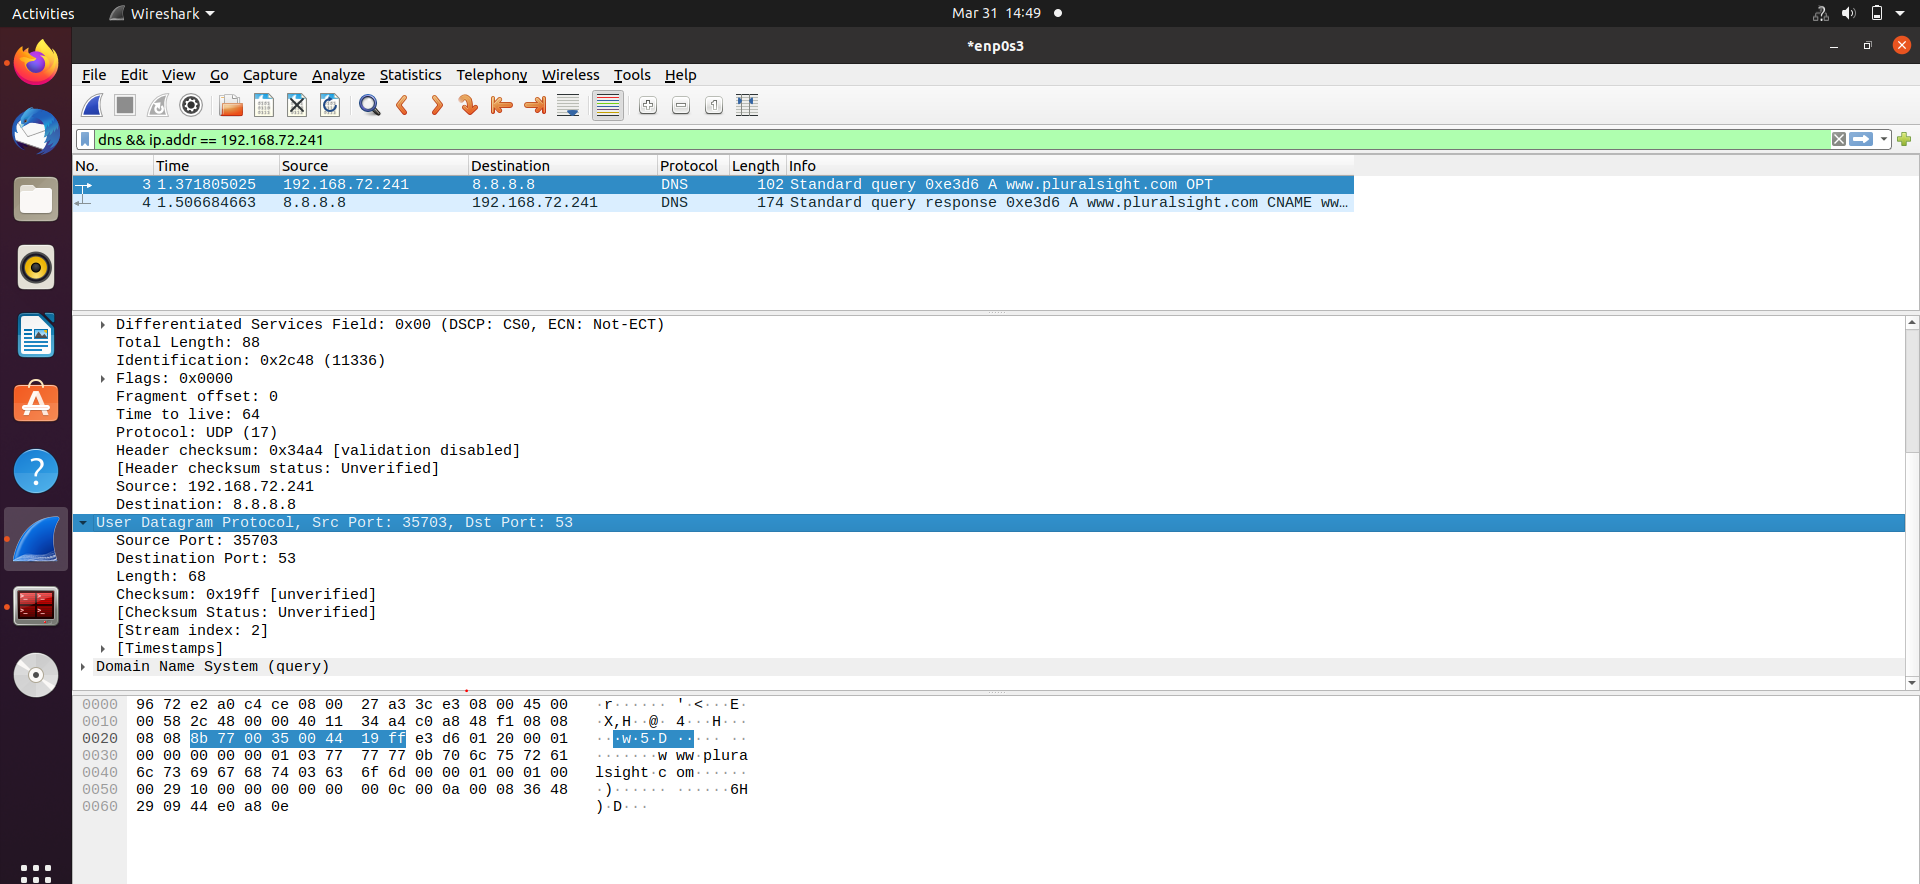 Activities Wireshark Mar 31 14:49
*enp0s3
File Edit View Go Capture Analyze Statistics Telephony Wireless Tools Help
dns && ip.addr == 192.168.72.241
No. Time Source Destination Protocol Length Info
3 1.371805025 192.168.72.241 8.8.8.8 DNS 102 Standard query 0xe3d6 A www.pluralsight.com OPT
4 1.506684663 8.8.8.8 192.168.72.241 DNS 174 Standard query response 0xe3d6 A www.pluralsight.com CNAME ww…
Differentiated Services Field: 0x00 (DSCP: CS0, ECN: Not-ECT)
Total Length: 88
Identification: 0x2c48 (11336)
Flags: 0x0000
Fragment offset: 0
Time to live: 64
Protocol: UDP (17)
Header checksum: 0x34a4 [validation disabled]
[Header checksum status: Unverified]
Source: 192.168.72.241
Destination: 8.8.8.8
User Datagram Protocol, Src Port: 35703, Dst Port: 53
Source Port: 35703
Destination Port: 53
Length: 68
Checksum: 0x19ff [unverified]
[Checksum Status: Unverified]
[Stream index: 2]
[Timestamps]
Domain Name System (query)
0000 96 72 e2 a0 c4 ce 08 00 27 a3 3c e3 08 00 45 00 ·r······ '·<···E·
0010 00 58 2c 48 00 00 40 11 34 a4 c0 a8 48 f1 08 08 ·X,H··@· 4···H···
0020 08 08 8b 77 00 35 00 44 19 ff e3 d6 01 20 00 01 ···w·5·D ····· ··
0030 00 00 00 00 00 01 03 77 77 77 0b 70 6c 75 72 61 ·······w ww·plura
0040 6c 73 69 67 68 74 03 63 6f 6d 00 00 01 00 01 00 lsight·c om······
0050 00 29 10 00 00 00 00 00 00 0c 00 0a 00 08 36 48 ·)······ ······6H
0060 29 09 44 e0 a8 0e )·D···